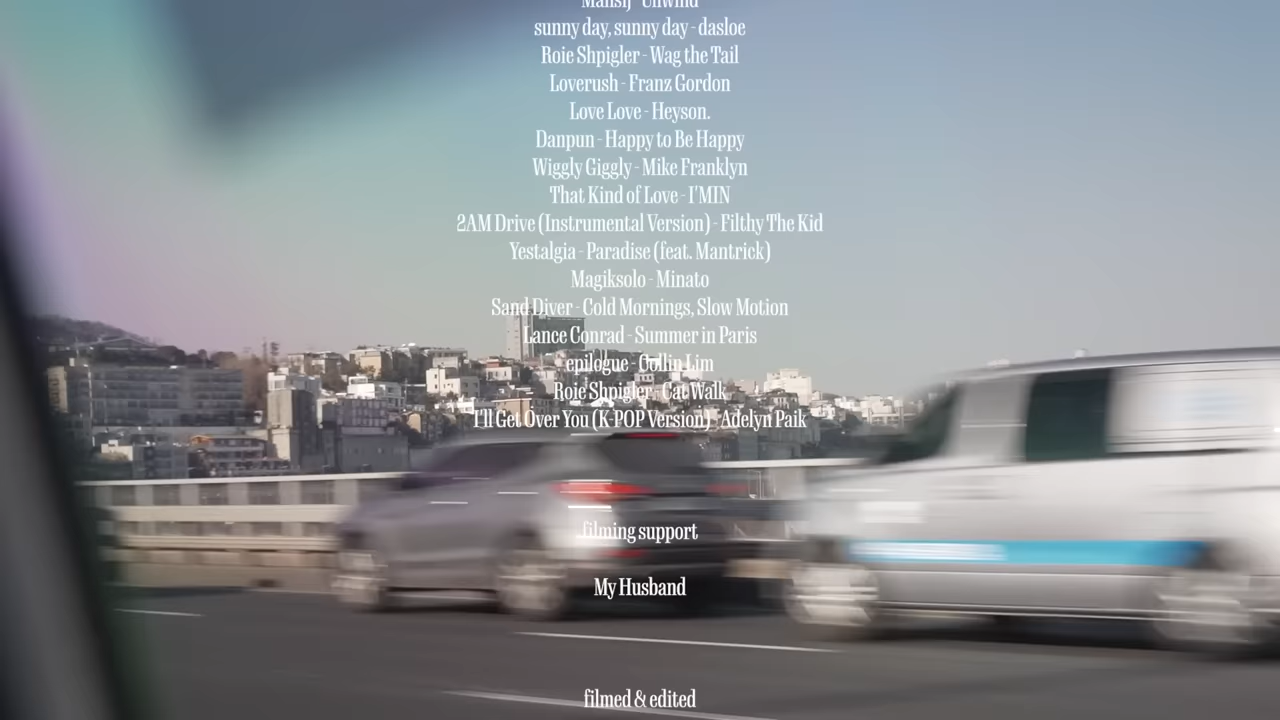 Mansij - Unwind
sunny day, sunny day - dasloe
Roie Shpigler - Wag the Tail
Loverush - Franz Gordon
Love Love - Heyson.
Danpun - Happy to Be Happy
Wiggly Giggly - Mike Franklyn
That Kind of Love - I'MIN
2AM Drive (Instrumental Version) - Filthy The Kid
Yestalgia - Paradise (feat. Mantrick)
Magiksolo - Minato
Sand Diver - Cold Mornings, Slow Motion
Lance Conrad - Summer in Paris
epilogue - Collin Lim
Roie Shpigler - Cat Walk
I'll Get Over You (K-POP Version) - Adelyn Paik
filming support
My Husband
filmed & edited